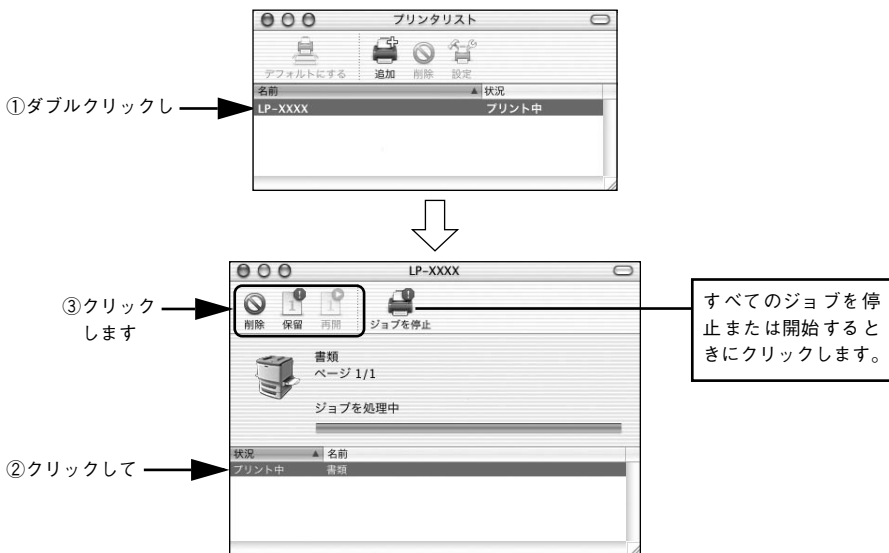 プリンタリスト
デフォルトにする 追加 削除 設定
名前 状況
①ダブルクリックし
LP-XXXX プリント中
LP-XXXX
③クリック
します
削除 保留 再開 ジョブを停止
すべてのジョブを停
止または開始すると
きにクリックします。
書類
ページ 1/1
ジョブを処理中
状況 名前
②クリックして
プリント中 書類